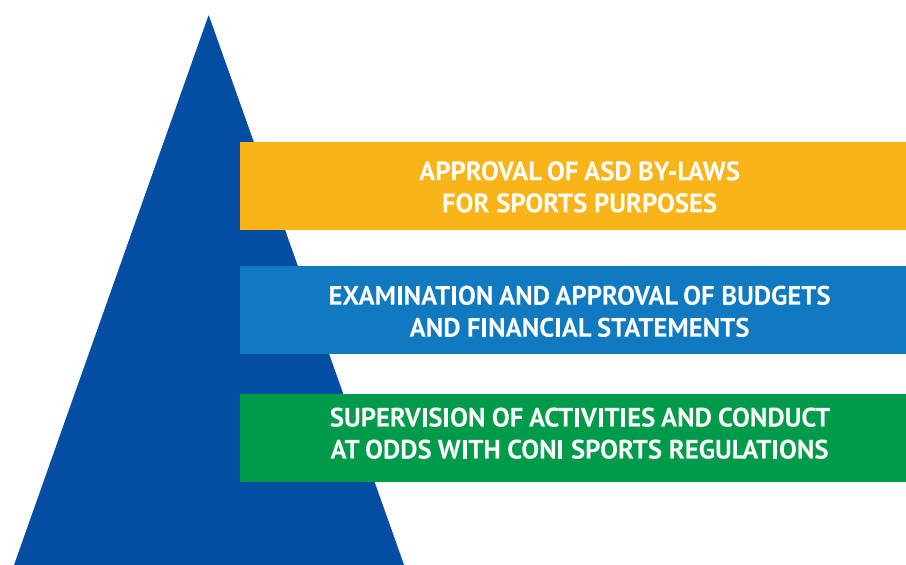 APPROVAL OF ASD BY-LAWS
FOR SPORTS PURPOSES
EXAMINATION AND APPROVAL OF BUDGETS
AND FINANCIAL STATEMENTS
SUPERVISION OF ACTIVITIES AND CONDUCT
AT ODDS WITH CONI SPORTS REGULATIONS